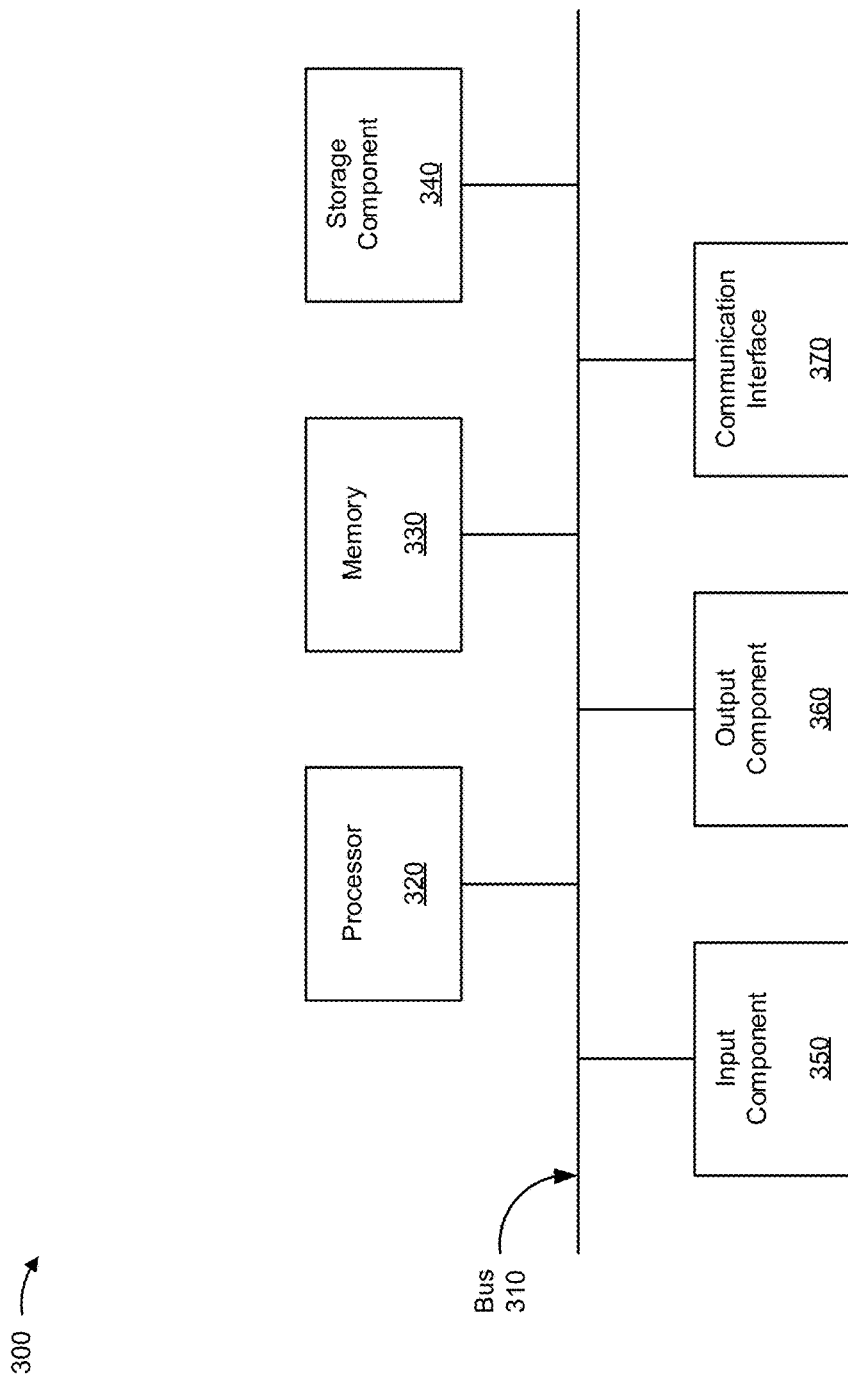 300
Bus
310
Processor
320
Memory
330
Storage
Component
340
Input
Component
350
Output
Component
360
Communication
Interface
370